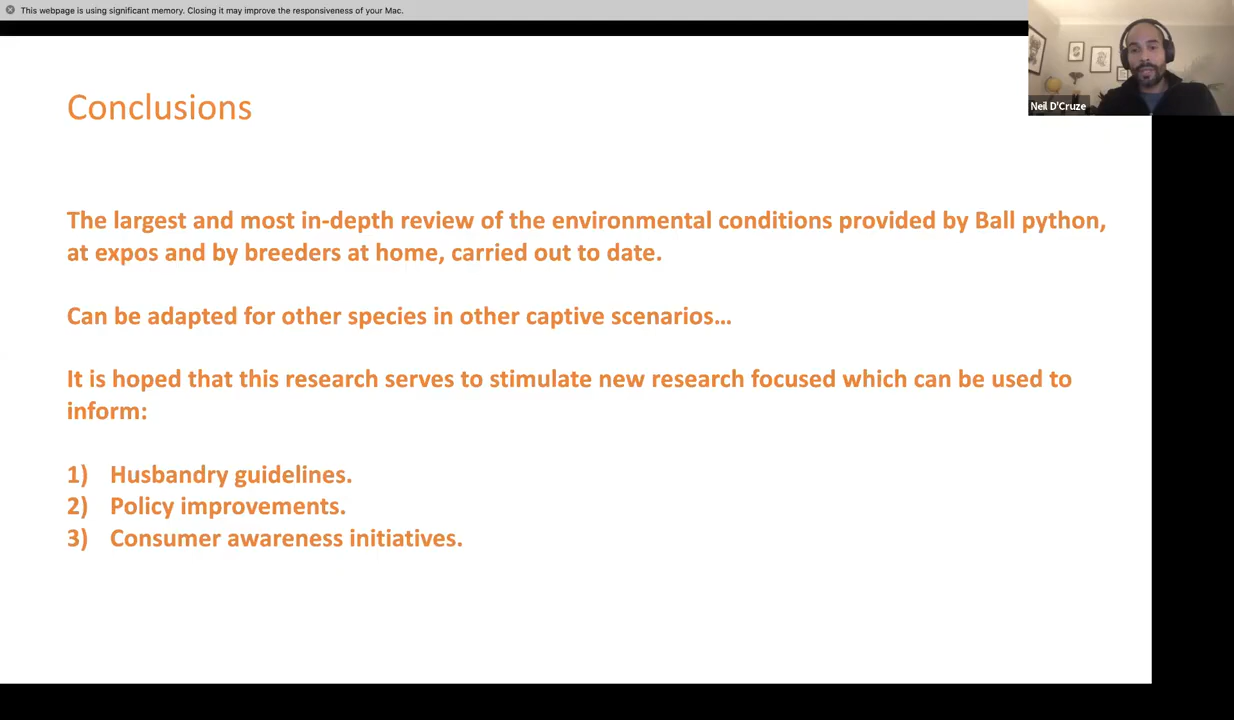 This webpage is using significant memory. Closing it may improve the responsiveness of your Mac.
Neil D'Cruze
Conclusions
The largest and most in-depth review of the environmental conditions provided by Ball python,
at expos and by breeders at home, carried out to date.
Can be adapted for other species in other captive scenarios…
It is hoped that this research serves to stimulate new research focused which can be used to
inform:
1) Husbandry guidelines.
2) Policy improvements.
3) Consumer awareness initiatives.